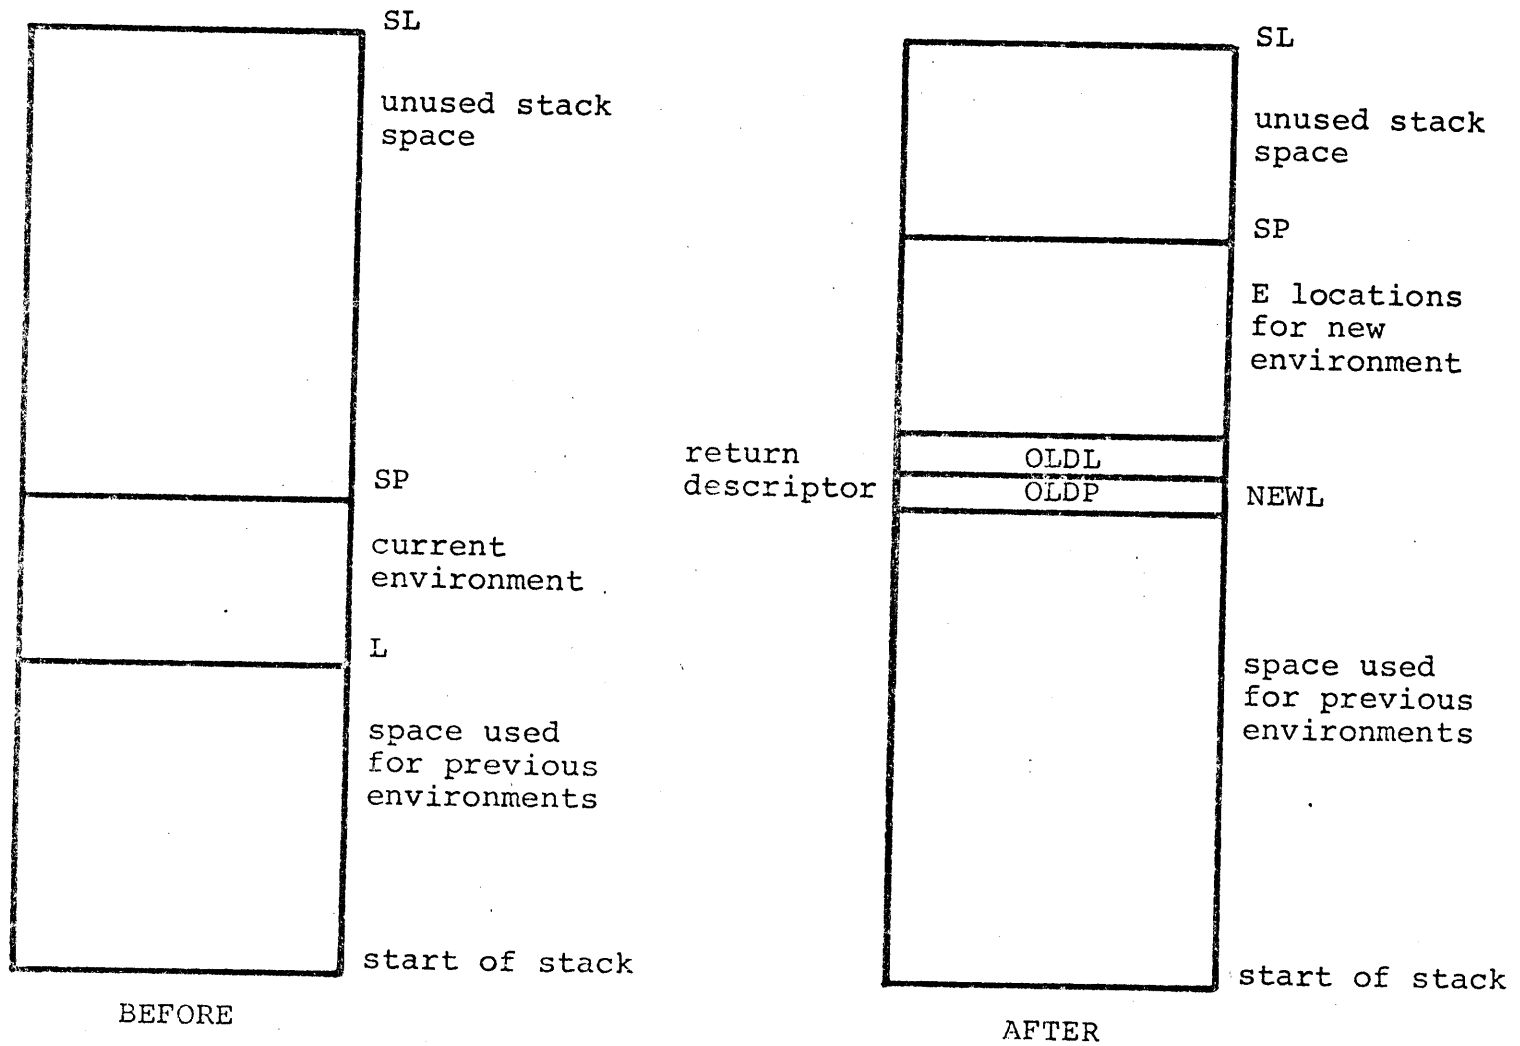 SL
unused stack
space
SP
current
environment
L
space used
for previous
environments
start of stack
BEFORE
SL
unused stack
space
SP
E locations
for new
environment
return
descriptor
OLDL
OLDP
NEWL
space used
for previous
environments
start of stack
AFTER